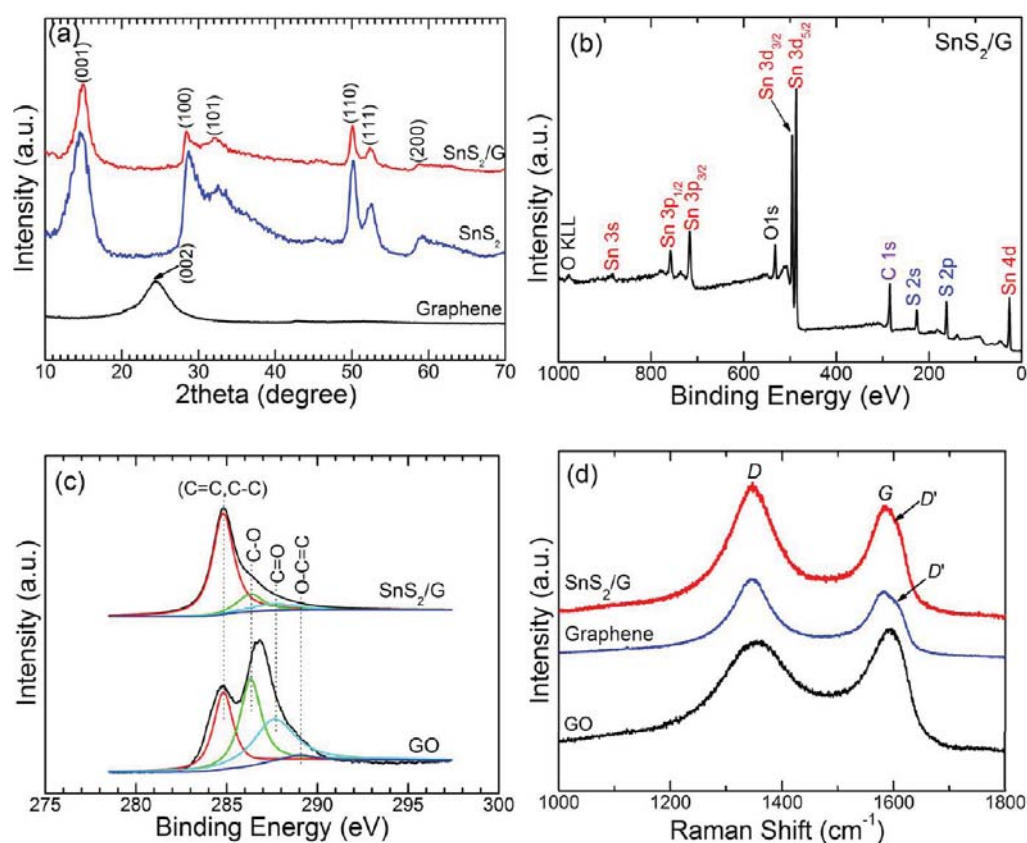 (a)
(001)
(100)
(101)
(110)
(111)
(200)
SnS₂/G
SnS₂
(002)
Graphene
Intensity (a.u.)
10 20 30 40 50 60 70
2theta (degree)
(b)
SnS₂/G
O KLL
Sn 3s
Sn 3p₁/₂
Sn 3p₃/₂
O1s
Sn 3d₃/₂
Sn 3d₅/₂
C 1s
S 2s
S 2p
Sn 4d
Intensity (a.u.)
1000 800 600 400 200 0
Binding Energy (eV)
(c)
(C=C,C-C)
C-O
C=O
O-C=C
SnS₂/G
GO
Intensity (a.u.)
275 280 285 290 295 300
Binding Energy (eV)
(d)
D
G
D'
SnS₂/G
D'
Graphene
GO
Intensity (a.u.)
1000 1200 1400 1600 1800
Raman Shift (cm⁻¹)